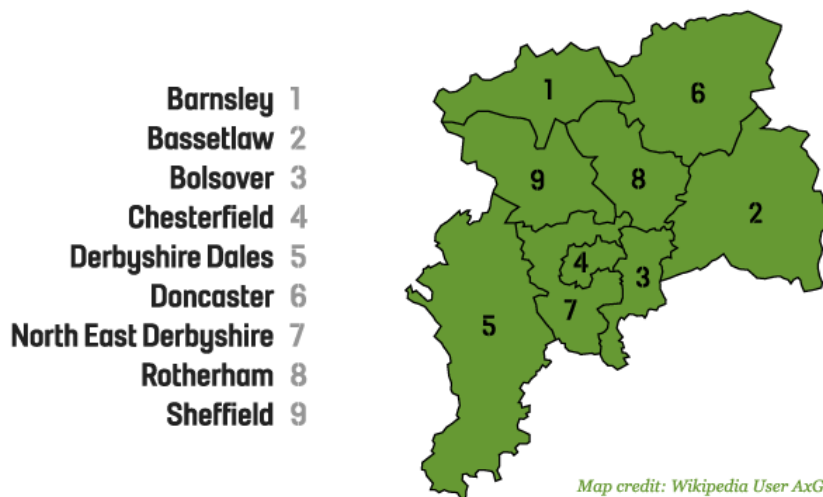 Barnsley 1
Bassetlaw 2
Bolsover 3
Chesterfield 4
Derbyshire Dales 5
Doncaster 6
North East Derbyshire 7
Rotherham 8
Sheffield 9
1
6
9
8
2
4
3
7
5
Map credit: Wikipedia User AxG